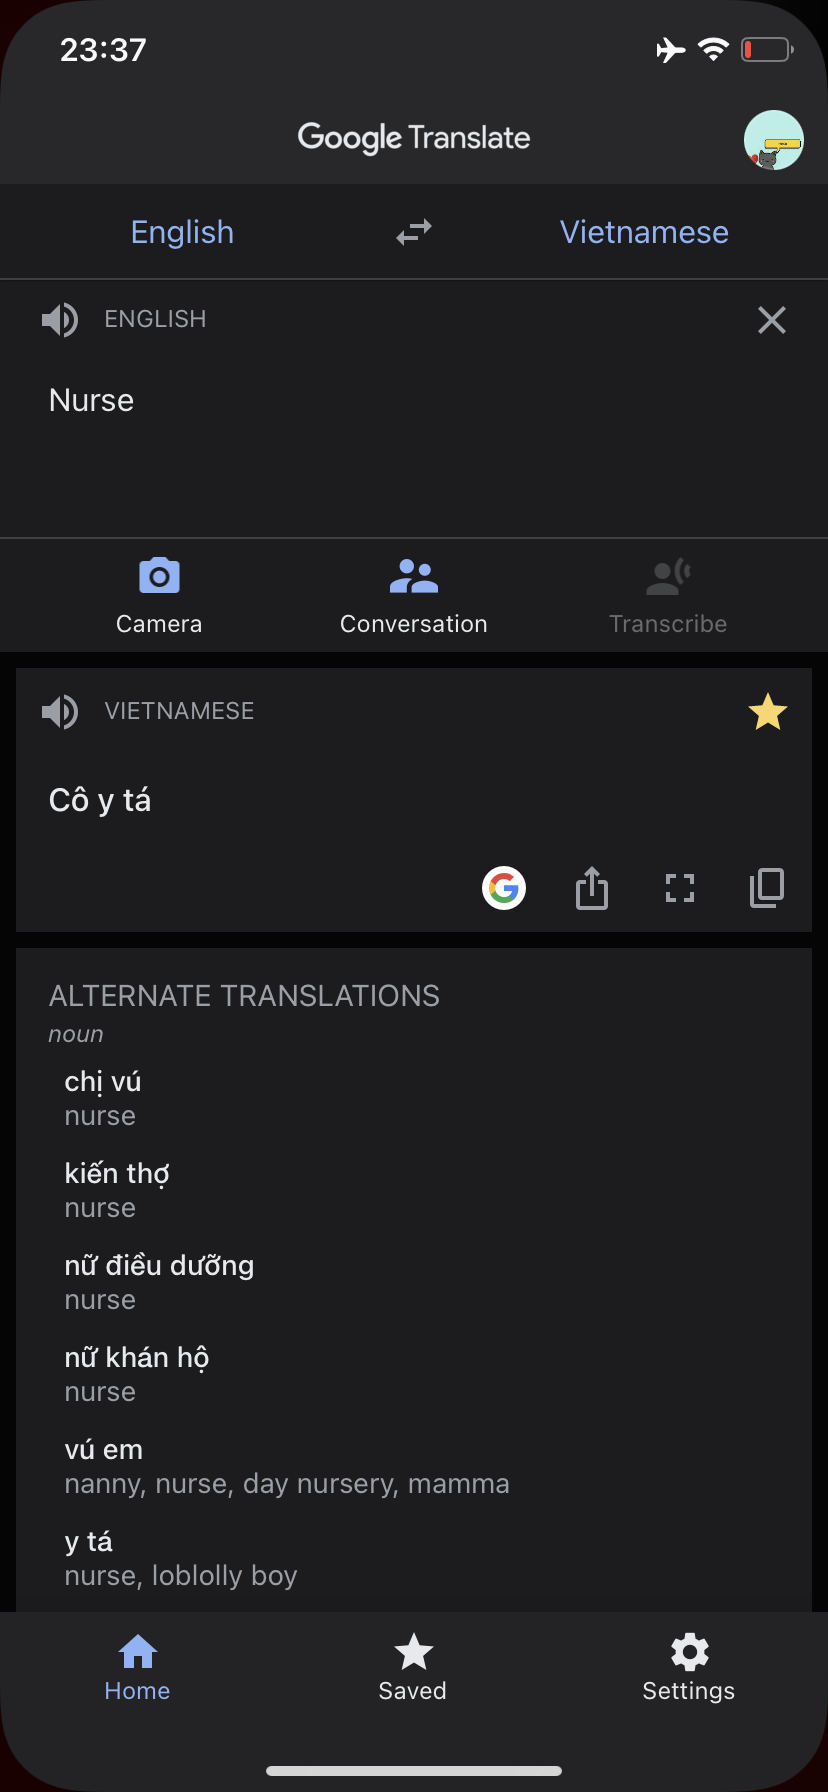 23:37
Google Translate
English
Vietnamese
ENGLISH
Nurse
Camera
Conversation
Transcribe
VIETNAMESE
Cô y tá
ALTERNATE TRANSLATIONS
noun
chị vú
nurse
kiến thợ
nurse
nữ điều dưỡng
nurse
nữ khán hộ
nurse
vú em
nanny, nurse, day nursery, mamma
y tá
nurse, loblolly boy
Home
Saved
Settings